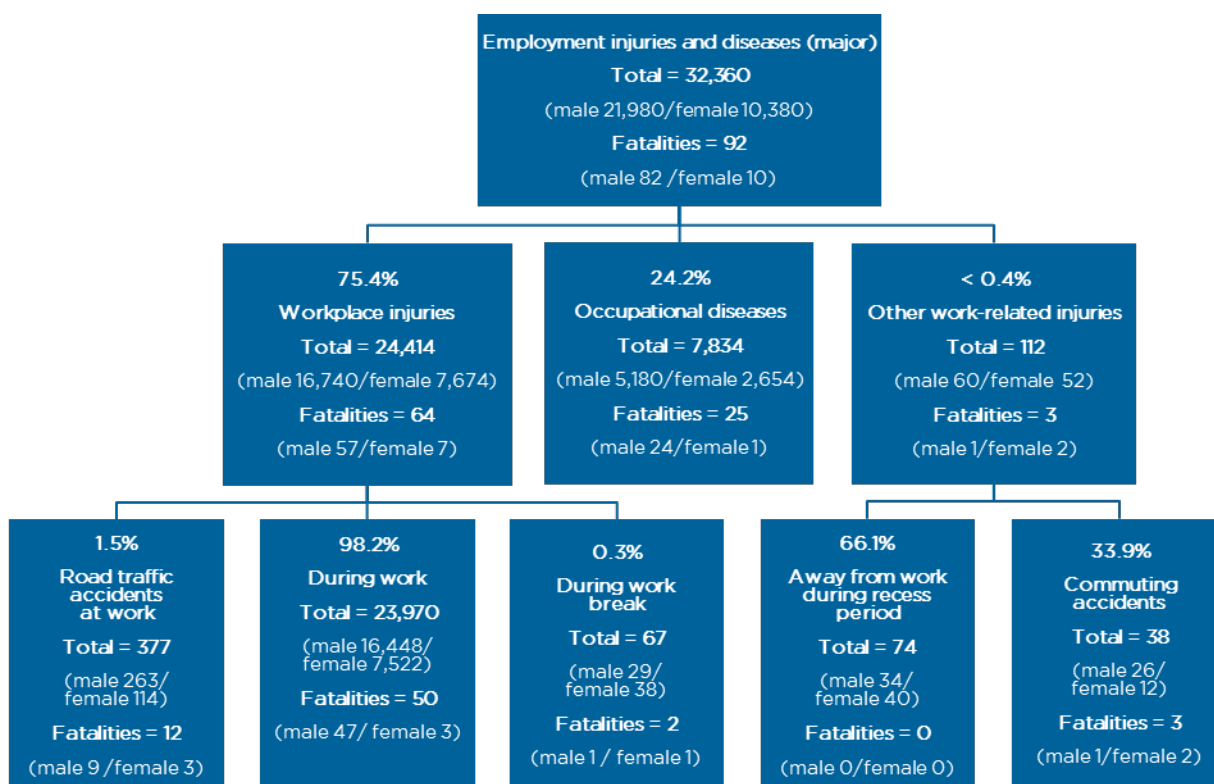 Employment injuries and diseases (major)
Total = 32,360
(male 21,980/female 10,380)
Fatalities = 92
(male 82 /female 10)
75.4%
Workplace injuries
Total = 24,414
(male 16,740/female 7,674)
Fatalities = 64
(male 57/female 7)
24.2%
Occupational diseases
Total = 7,834
(male 5,180/female 2,654)
Fatalities = 25
(male 24/female 1)
< 0.4%
Other work-related injuries
Total = 112
(male 60/female 52)
Fatalities = 3
(male 1/female 2)
1.5%
Road traffic
accidents
at work
Total = 377
(male 263/
female 114)
Fatalities = 12
(male 9 /female 3)
98.2%
During work
Total = 23,970
(male 16,448/
female 7,522)
Fatalities = 50
(male 47/ female 3)
0.3%
During work
break
Total = 67
(male 29/
female 38)
Fatalities = 2
(male 1 / female 1)
66.1%
Away from work
during recess
period
Total = 74
(male 34/
female 40)
Fatalities = 0
(male 0/female 0)
33.9%
Commuting
accidents
Total = 38
(male 26/
female 12)
Fatalities = 3
(male 1/female 2)